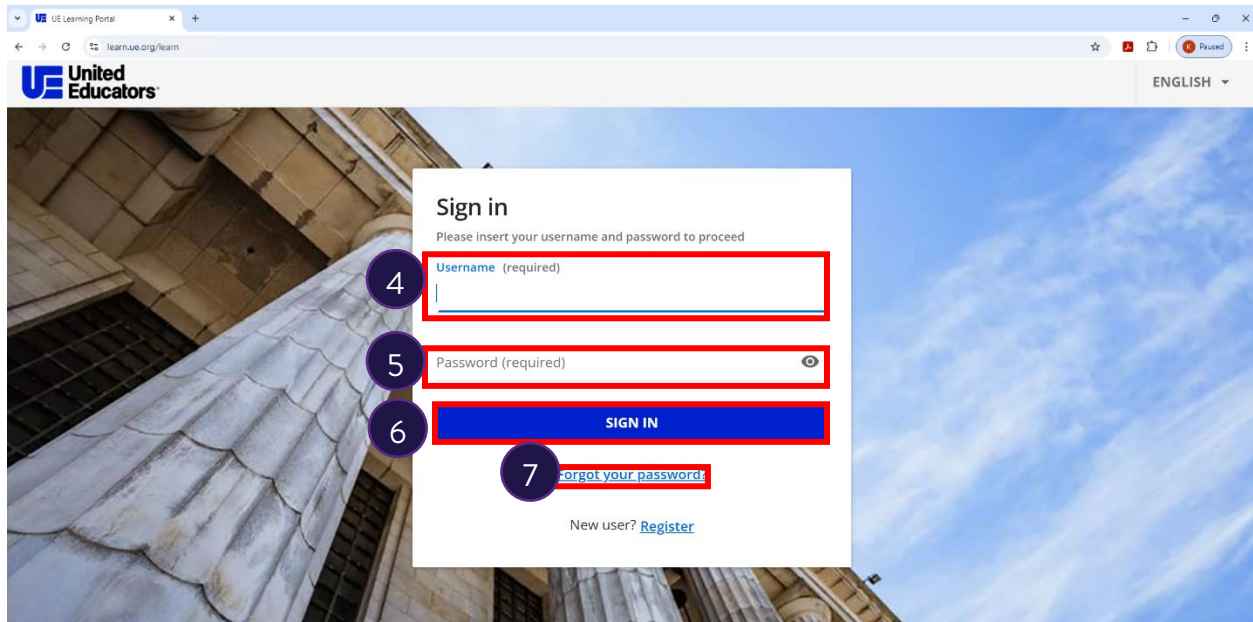 UE Learning Portal
learn.ue.org/learn
K Paused
UE United
Educators
ENGLISH
Sign in
Please insert your username and password to proceed
4
Username (required)
5
Password (required)
6
SIGN IN
7
Forgot your password?
New user? Register